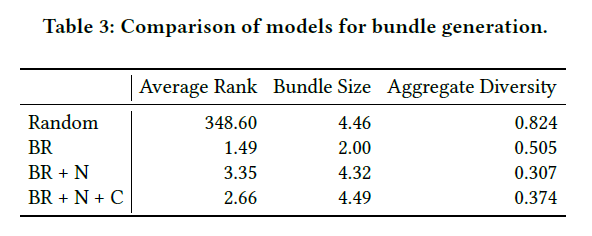 Table 3: Comparison of models for bundle generation.
Average Rank Bundle Size Aggregate Diversity
Random 348.60 4.46 0.824
BR 1.49 2.00 0.505
BR + N 3.35 4.32 0.307
BR + N + C 2.66 4.49 0.374